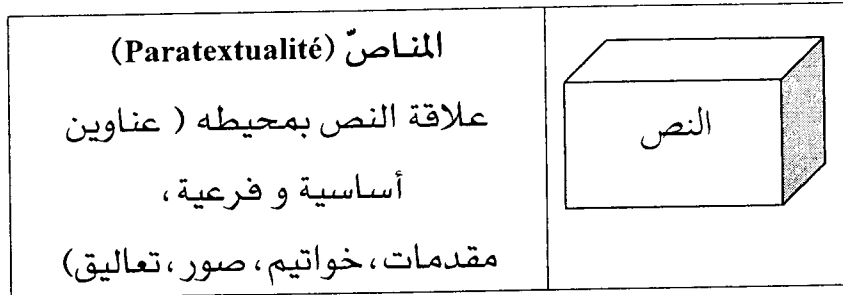 النص
المناصّ (Paratextualité)
علاقة النص بمحيطه ( عناوين
أساسية و فرعية ،
مقدمات ، خواتيم ، صور ، تعاليق)